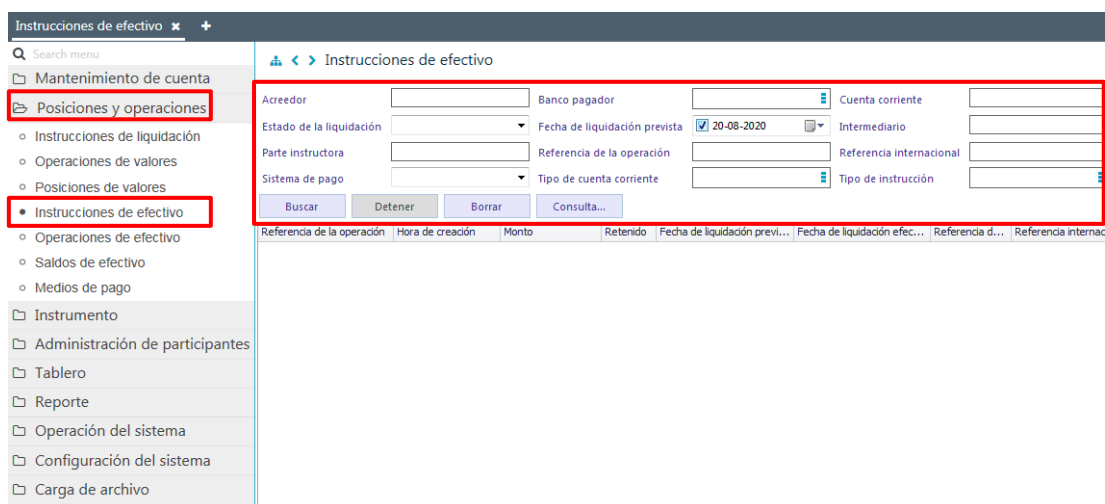 Instrucciones de efectivo
Search menu
Mantenimiento de cuenta
Posiciones y operaciones
Instrucciones de liquidación
Operaciones de valores
Posiciones de valores
Instrucciones de efectivo
Operaciones de efectivo
Saldos de efectivo
Medios de pago
Instrumento
Administración de participantes
Tablero
Reporte
Operación del sistema
Configuración del sistema
Carga de archivo
Instrucciones de efectivo
Acreedor Banco pagador Cuenta corriente
Estado de la liquidación Fecha de liquidación prevista 20-08-2020 Intermediario
Parte instructora Referencia de la operación Referencia internacional
Sistema de pago Tipo de cuenta corriente Tipo de instrucción
Buscar Detener Borrar Consulta...
Referencia de la operación Hora de creación Monto Retenido Fecha de liquidación previ... Fecha de liquidación efec... Referencia d... Referencia internac